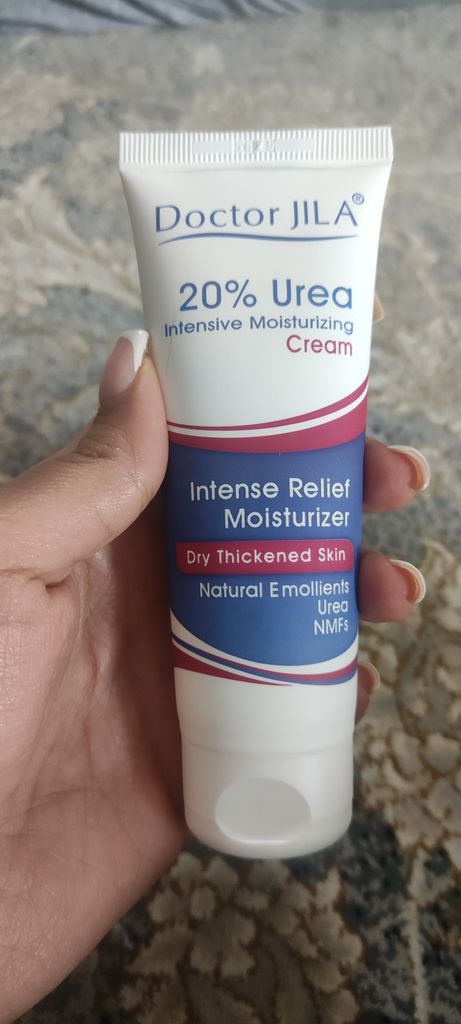 Doctor JILA®
20% Urea
Intensive Moisturizing
Cream
Intense Relief
Moisturizer
Dry Thickened Skin
Natural Emollients
Urea
NMFs